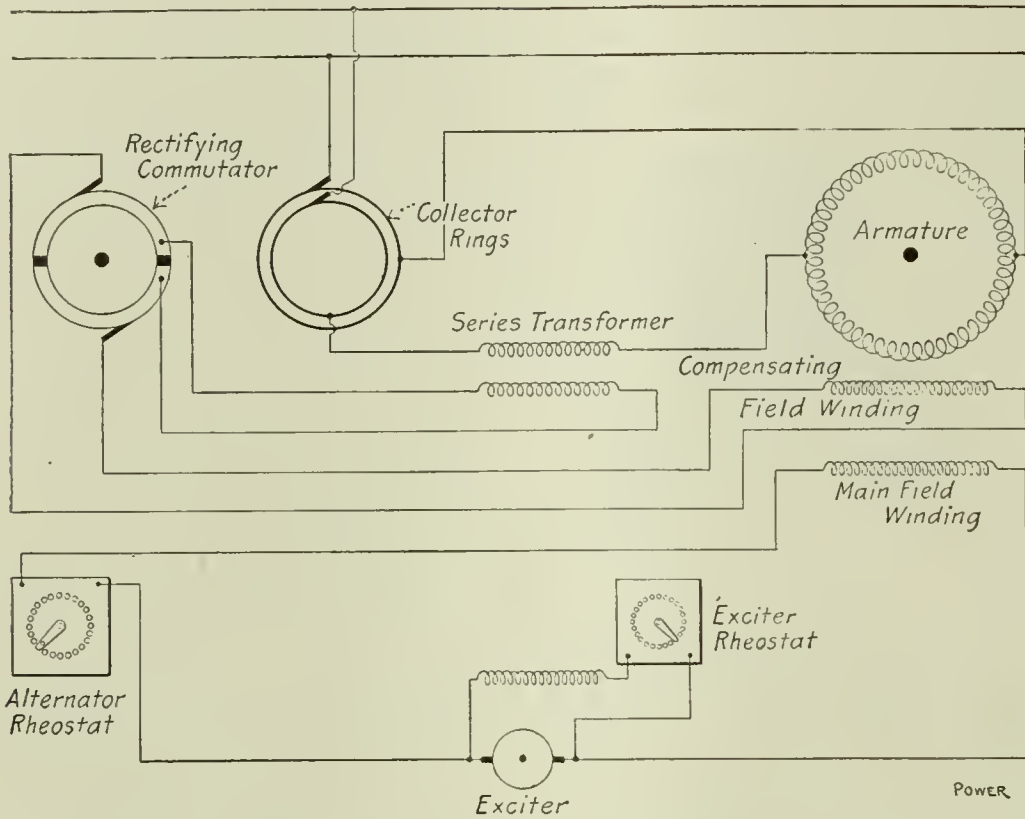 Rectifying
Commutator
Collector
Rings
Armature
Series Transformer
Compensating
Field Winding
Main Field
Winding
Exciter
Rheostat
Alternator
Rheostat
Exciter
POWER